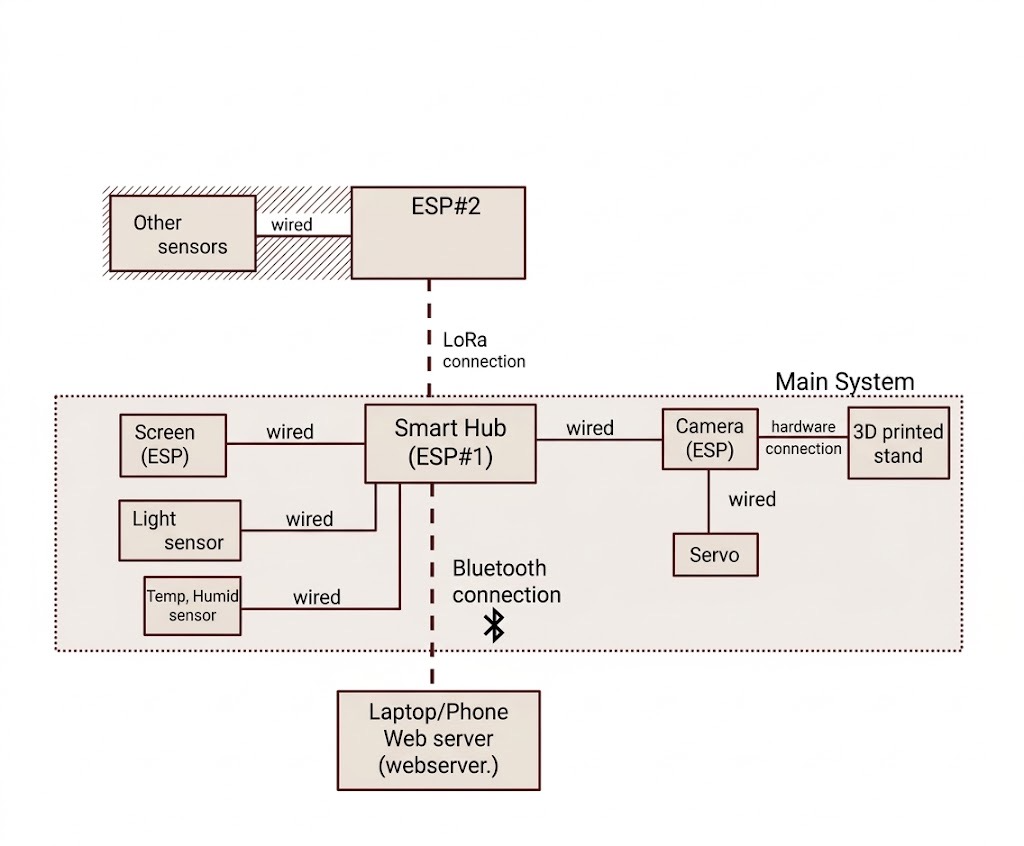 ESP#2
Other
sensors
wired
LoRa
connection
Main System
Screen
(ESP)
wired
Smart Hub
(ESP#1)
wired
Camera
(ESP)
hardware
connection
3D printed
stand
Light
sensor
wired
wired
Servo
Temp, Humid
sensor
wired
Bluetooth
connection
Laptop/Phone
Web server
(webserver.)